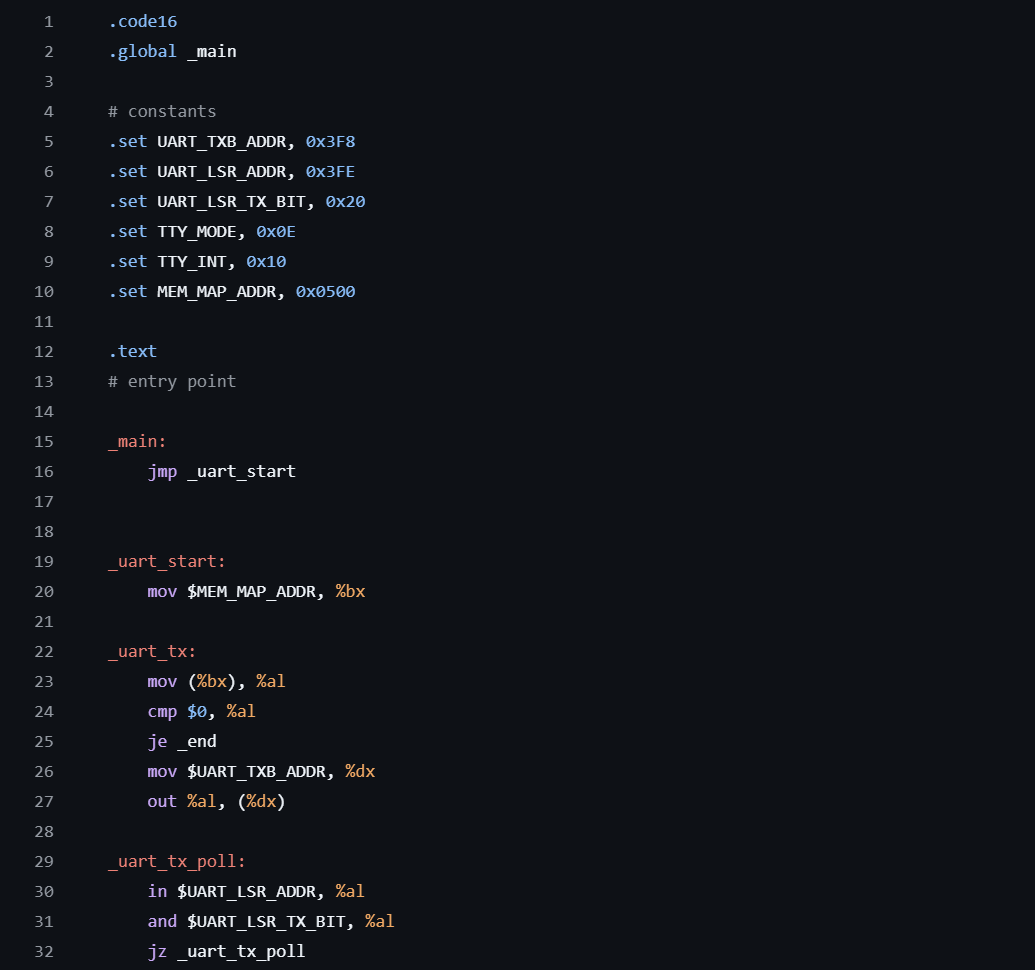 1 .code16
2 .global _main
3
4 # constants
5 .set UART_TXB_ADDR, 0x3F8
6 .set UART_LSR_ADDR, 0x3FE
7 .set UART_LSR_TX_BIT, 0x20
8 .set TTY_MODE, 0x0E
9 .set TTY_INT, 0x10
10 .set MEM_MAP_ADDR, 0x0500
11
12 .text
13 # entry point
14
15 _main:
16 jmp _uart_start
17
18
19 _uart_start:
20 mov $MEM_MAP_ADDR, %bx
21
22 _uart_tx:
23 mov (%bx), %al
24 cmp $0, %al
25 je _end
26 mov $UART_TXB_ADDR, %dx
27 out %al, (%dx)
28
29 _uart_tx_poll:
30 in $UART_LSR_ADDR, %al
31 and $UART_LSR_TX_BIT, %al
32 jz _uart_tx_poll